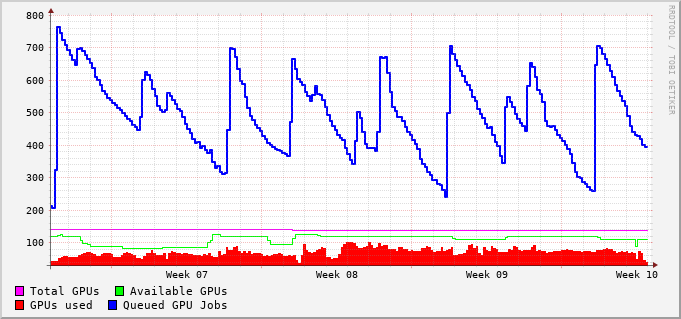 800
700
600
500
400
300
200
100
Week 07 Week 08 Week 09 Week 10
Total GPUs Available GPUs
GPUs used Queued GPU Jobs
RRDTOOL / TOBI OETIKER